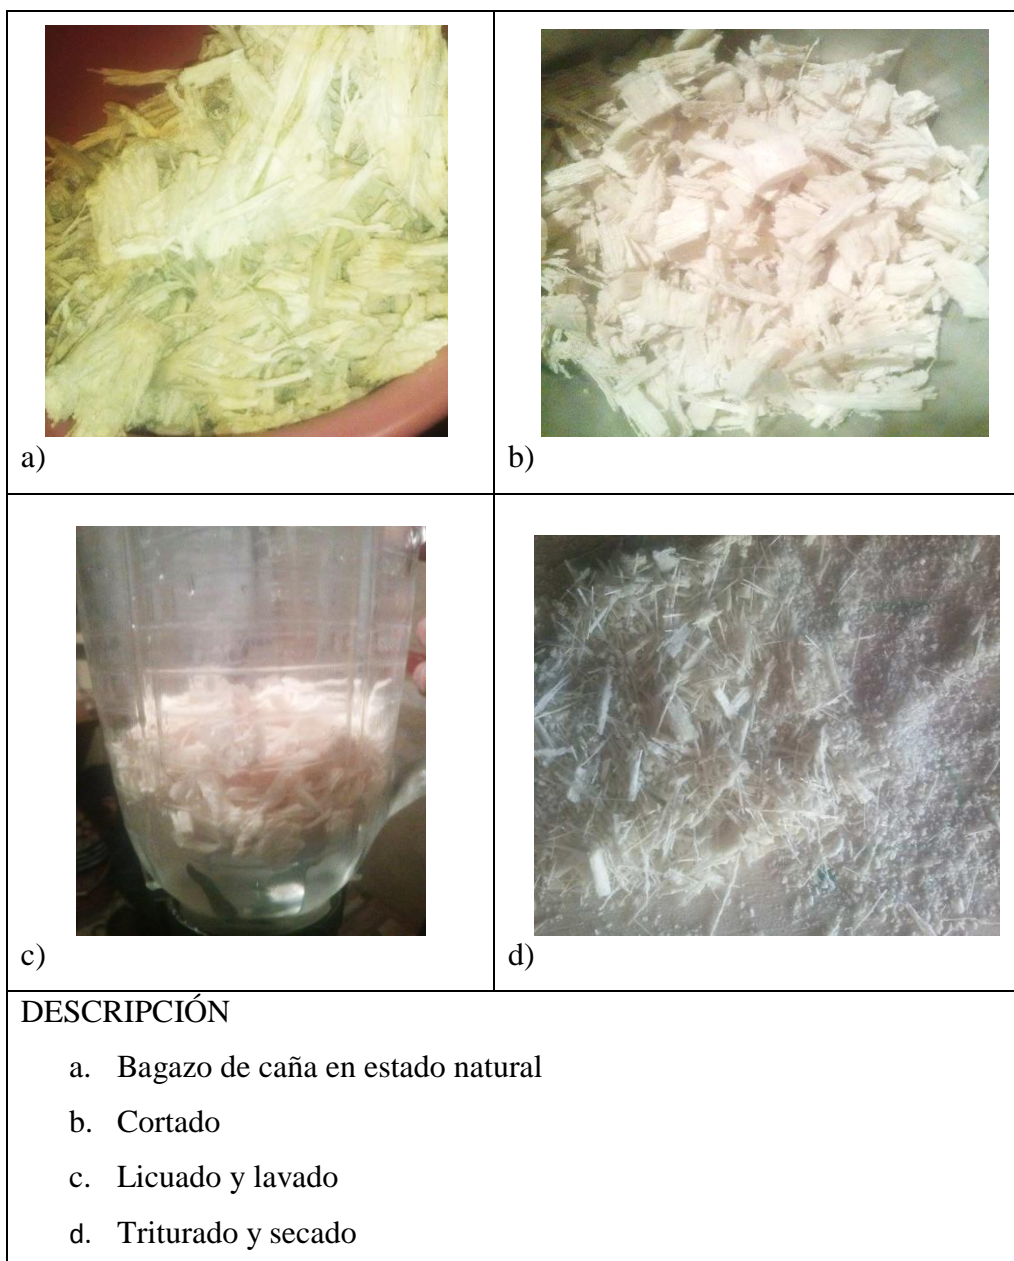 a)
b)
c)
d)
DESCRIPCIÓN
a. Bagazo de caña en estado natural
b. Cortado
c. Licuado y lavado
d. Triturado y secado